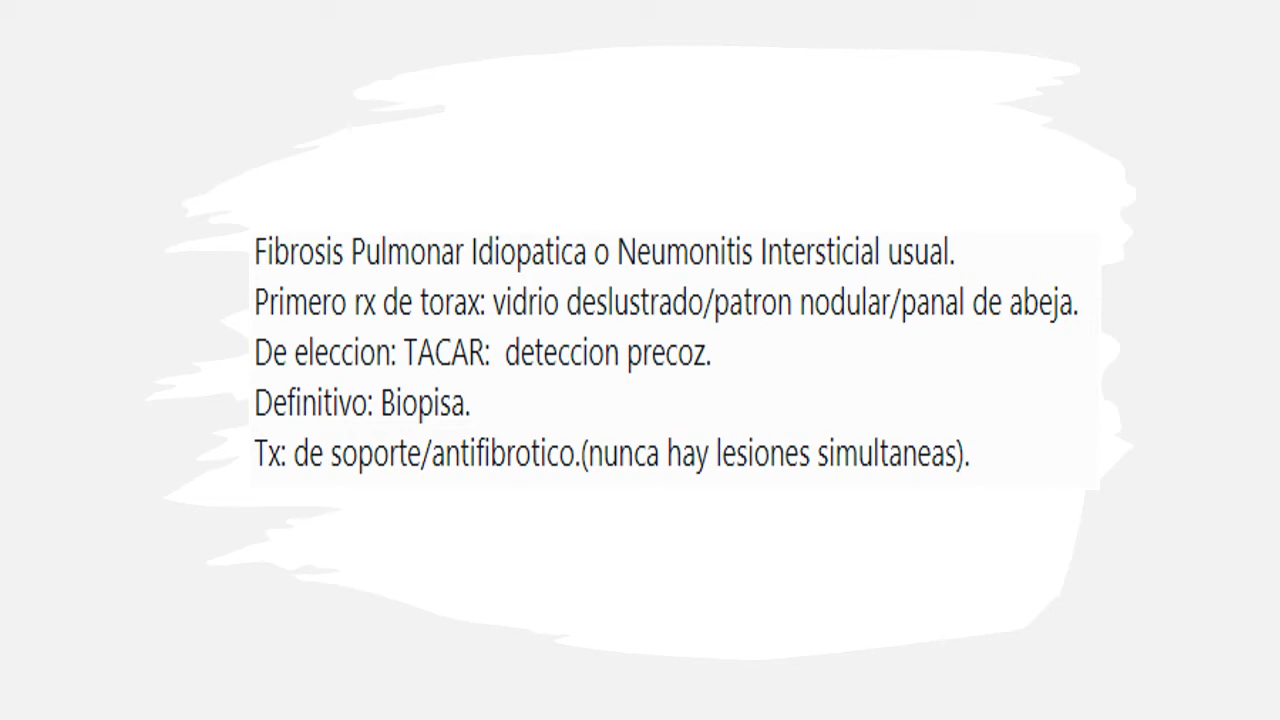 Fibrosis Pulmonar Idiopatica o Neumonitis Intersticial usual.
Primero rx de torax: vidrio deslustrado/patron nodular/panal de abeja.
De eleccion: TACAR:  deteccion precoz.
Definitivo: Biopisa.
Tx: de soporte/antifibrotico.(nunca hay lesiones simultaneas).